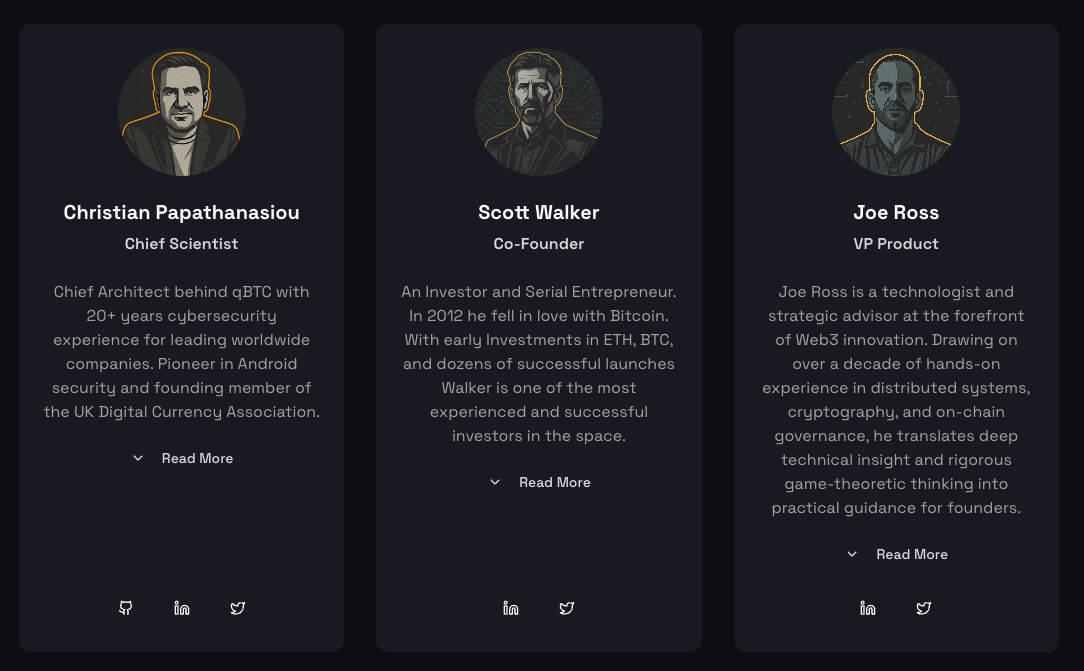 Christian Papathanasiou
Chief Scientist
Chief Architect behind qBTC with
20+ years cybersecurity
experience for leading worldwide
companies. Pioneer in Android
security and founding member of
the UK Digital Currency Association.
Read More
Scott Walker
Co-Founder
An Investor and Serial Entrepreneur.
In 2012 he fell in love with Bitcoin.
With early Investments in ETH, BTC,
and dozens of successful launches
Walker is one of the most
experienced and successful
investors in the space.
Read More
Joe Ross
VP Product
Joe Ross is a technologist and
strategic advisor at the forefront
of Web3 innovation. Drawing on
over a decade of hands-on
experience in distributed systems,
cryptography, and on-chain
governance, he translates deep
technical insight and rigorous
game-theoretic thinking into
practical guidance for founders.
Read More